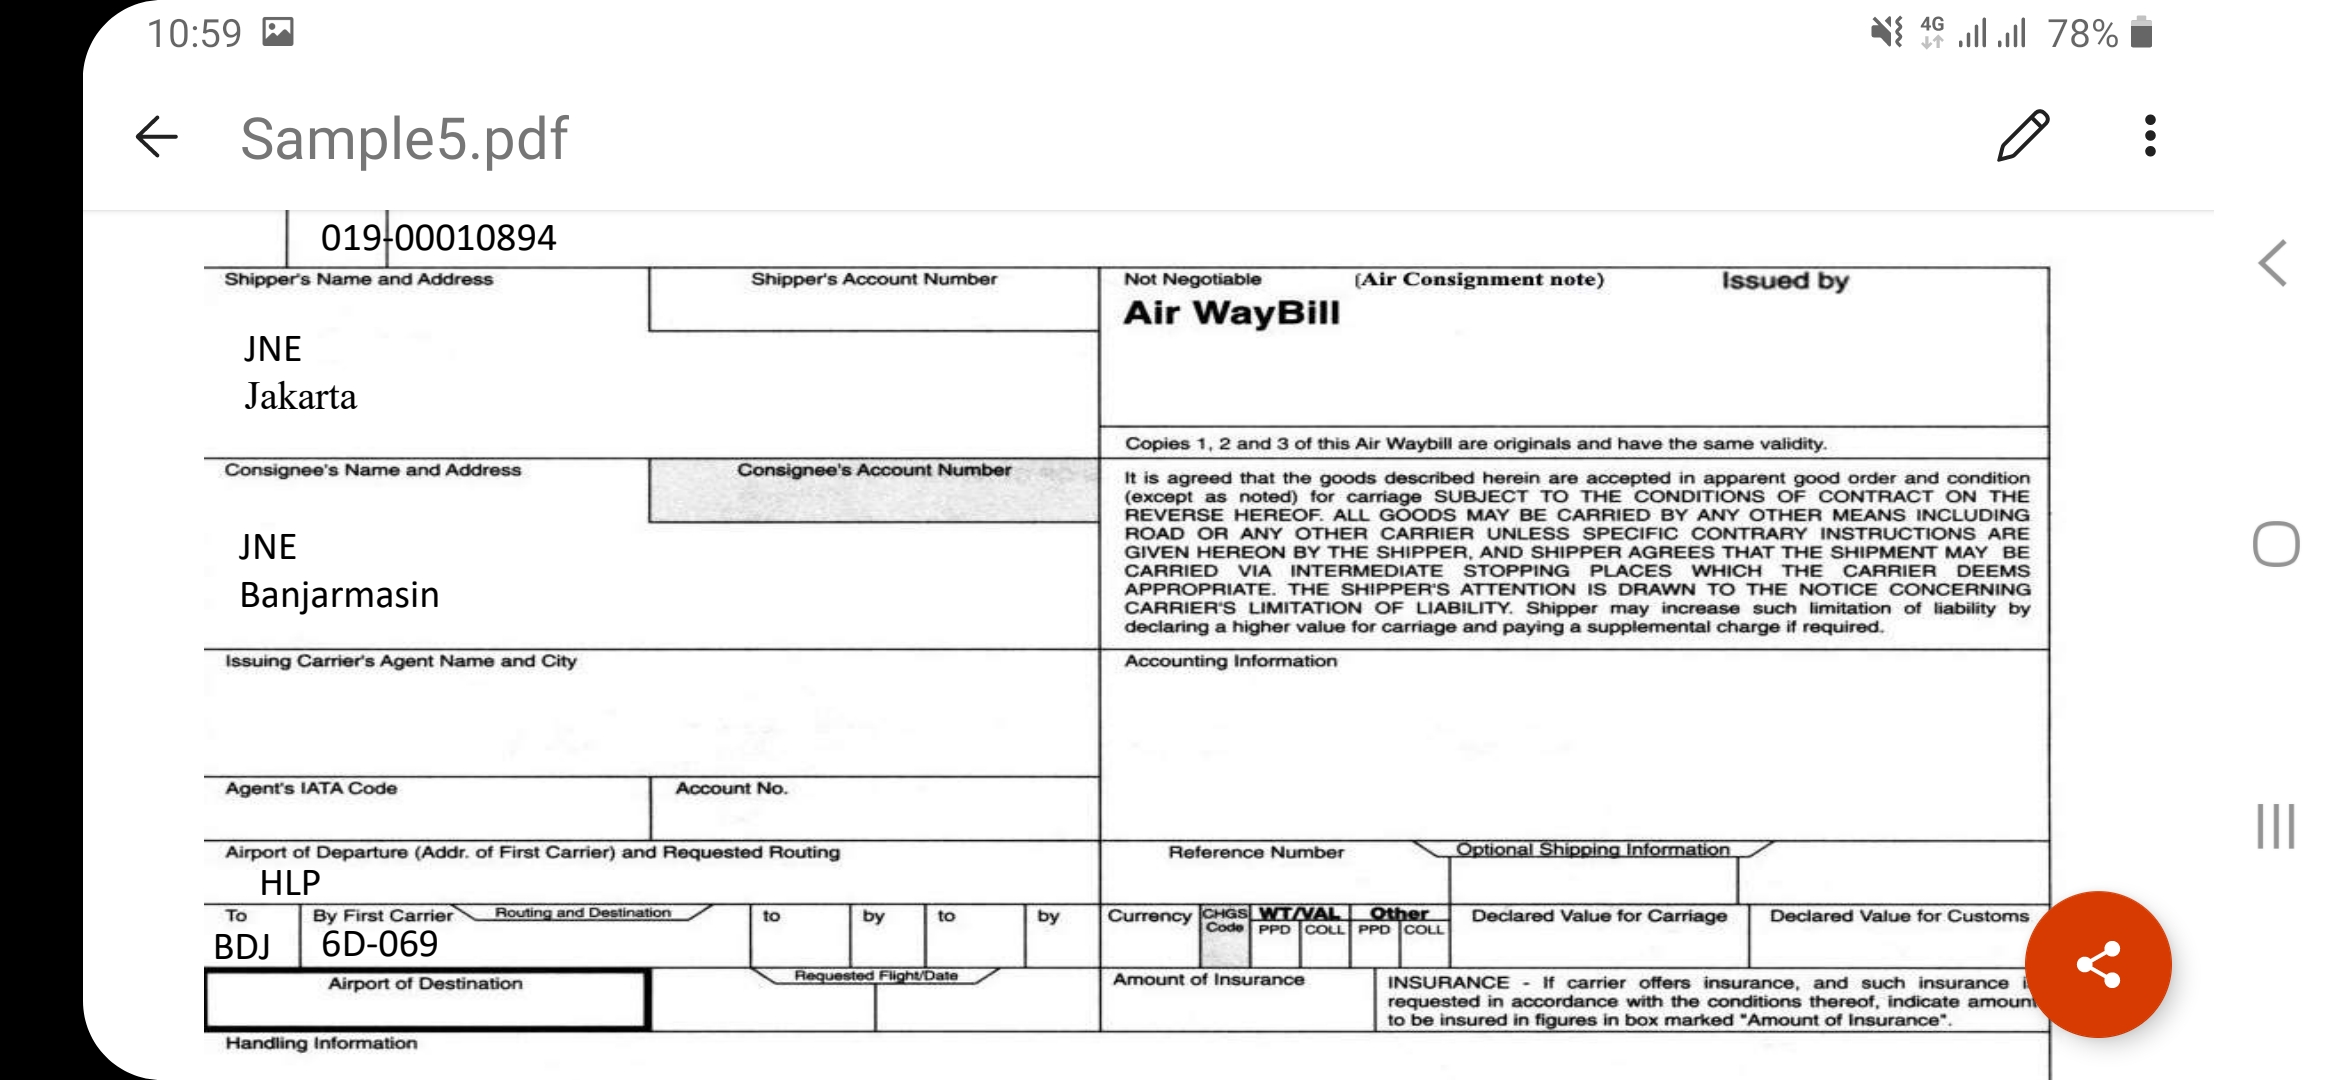 10:59
4G
78%
Sample5.pdf
019-00010894
Shipper's Name and Address
Shipper's Account Number
JNE
Jakarta
Not Negotiable (Air Consignment note) Issued by
Air WayBill
Copies 1, 2 and 3 of this Air Waybill are originals and have the same validity.
Consignee's Name and Address
Consignee's Account Number
JNE
Banjarmasin
It is agreed that the goods described herein are accepted in apparent good order and condition
(except as noted) for carriage SUBJECT TO THE CONDITIONS OF CONTRACT ON THE
REVERSE HEREOF. ALL GOODS MAY BE CARRIED BY ANY OTHER MEANS INCLUDING
ROAD OR ANY OTHER CARRIER UNLESS SPECIFIC CONTRARY INSTRUCTIONS ARE
GIVEN HEREON BY THE SHIPPER, AND SHIPPER AGREES THAT THE SHIPMENT MAY BE
CARRIED VIA INTERMEDIATE STOPPING PLACES WHICH THE CARRIER DEEMS
APPROPRIATE. THE SHIPPER'S ATTENTION IS DRAWN TO THE NOTICE CONCERNING
CARRIER'S LIMITATION OF LIABILITY. Shipper may increase such limitation of liability by
declaring a higher value for carriage and paying a supplemental charge if required.
Issuing Carrier's Agent Name and City
Accounting Information
Agent's IATA Code
Account No.
Airport of Departure (Addr. of First Carrier) and Requested Routing
HLP
Reference Number
Optional Shipping Information
To
BDJ
By First Carrier
Routing and Destination
6D-069
to
by
to
by
Currency
CHGS
Code
WT/VAL
PPD COLL
Other
PPD COLL
Declared Value for Carriage
Declared Value for Customs
Airport of Destination
Requested Flight/Date
Amount of Insurance
INSURANCE - If carrier offers insurance, and such insurance
requested in accordance with the conditions thereof, indicate amount
to be insured in figures in box marked "Amount of Insurance".
Handling Information